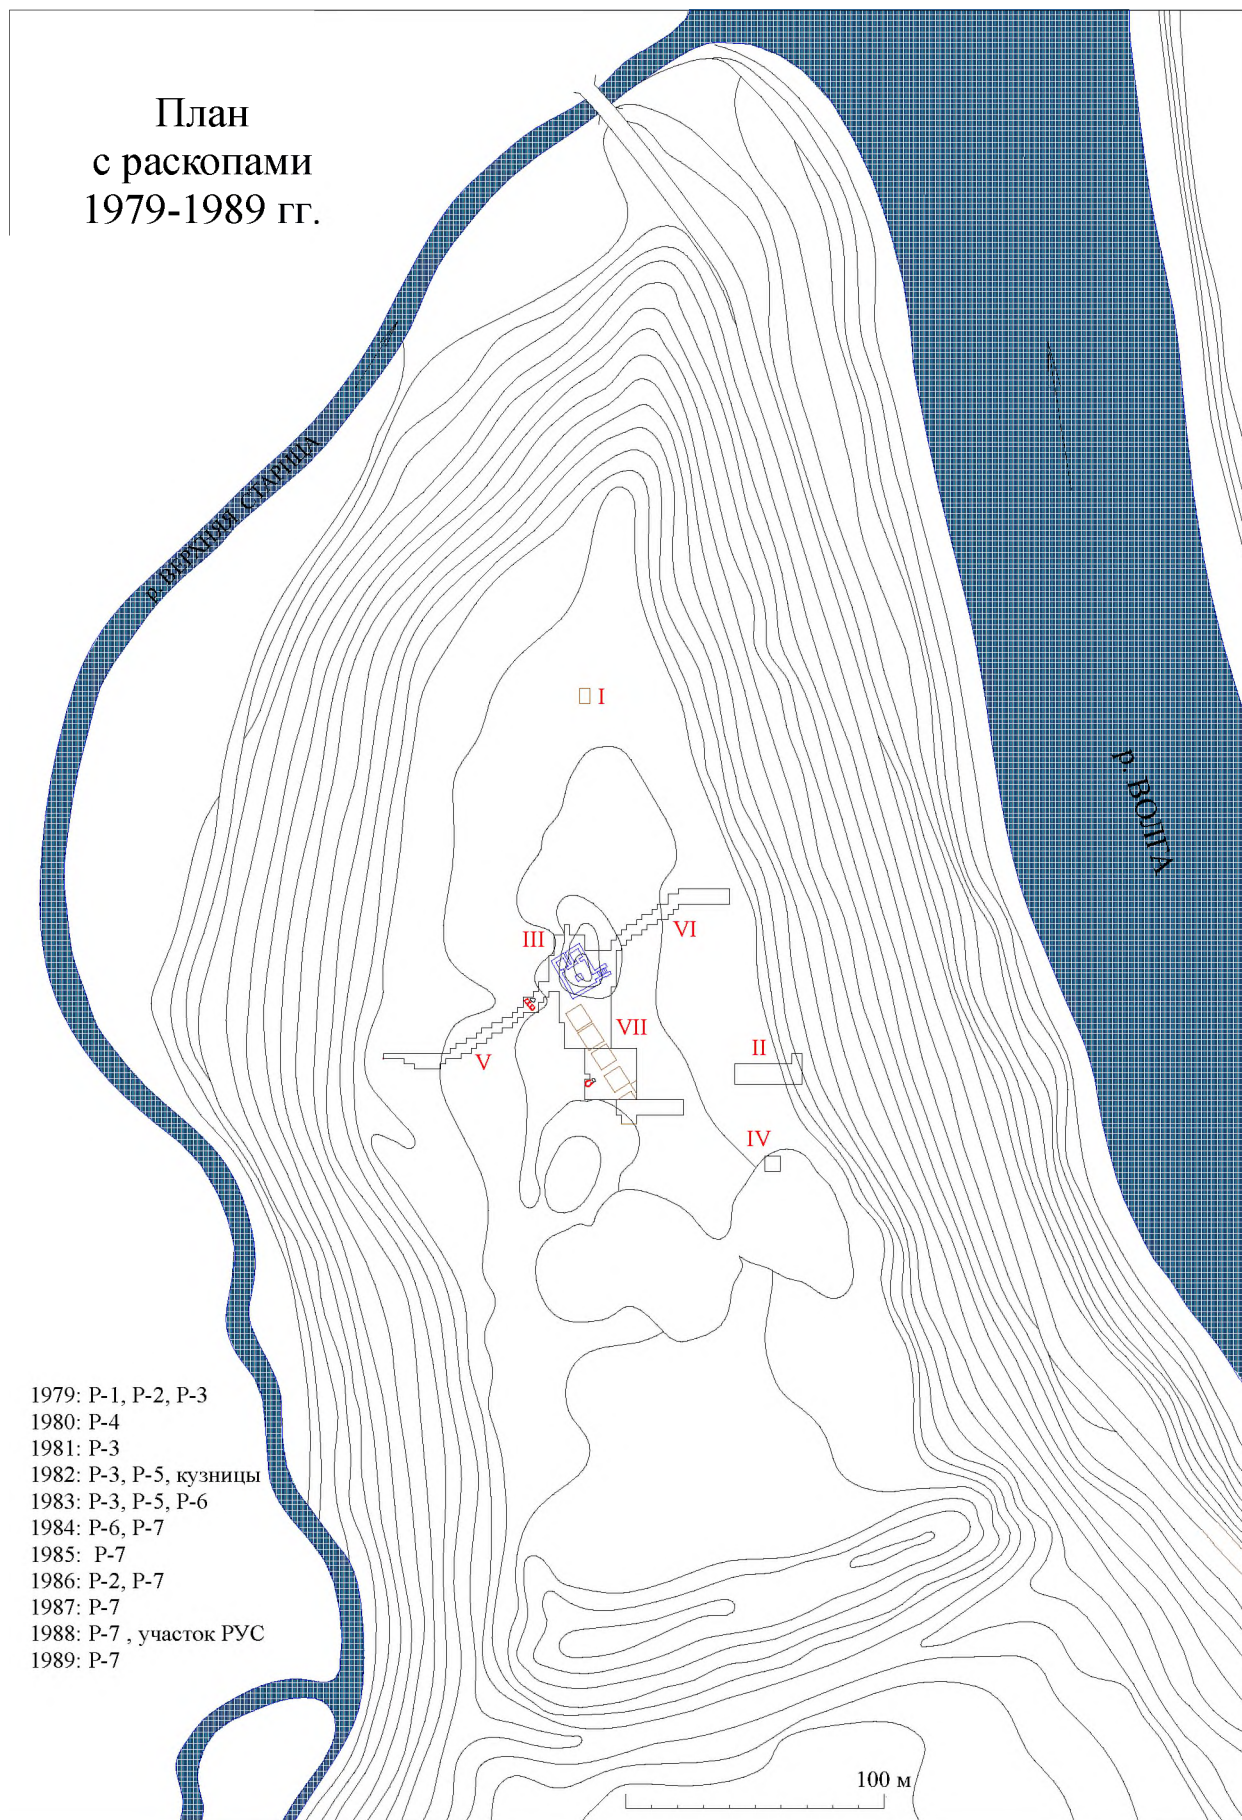 План
с раскопами
1979-1989 гг.
р. ВЕРХНЯЯ СТАРИЦА
I
р. ВОЛГА
III
VI
VII
V
II
IV
1979: Р-1, Р-2, Р-3
1980: Р-4
1981: Р-3
1982: Р-3, Р-5, кузницы
1983: Р-3, Р-5, Р-6
1984: Р-6, Р-7
1985: Р-7
1986: Р-2, Р-7
1987: Р-7
1988: Р-7 , участок РУС
1989: Р-7
100 м